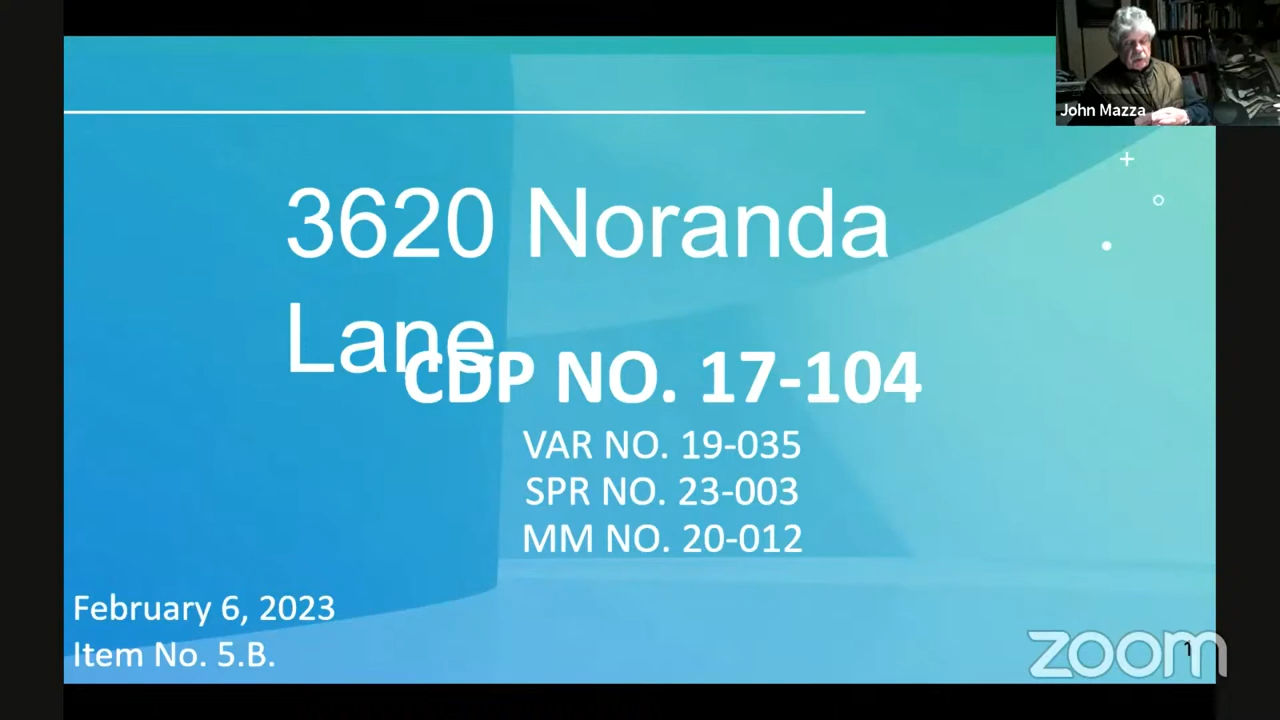 John Mazza
3620 Noranda
Lane
CDP NO. 17-104
VAR NO. 19-035
SPR NO. 23-003
MM NO. 20-012
February 6, 2023
Item No. 5.B.
zoom
1